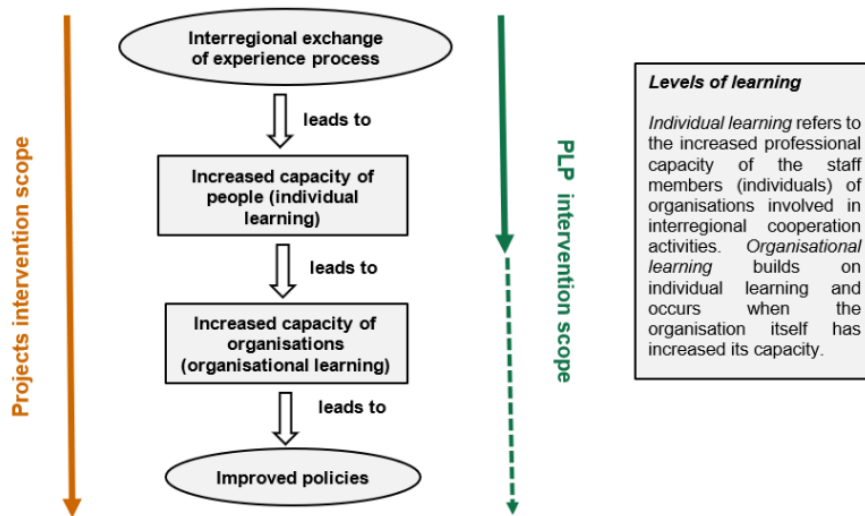 Interregional exchange
of experience process
leads to
Increased capacity of
people (individual
learning)
leads to
Increased capacity of
organisations
(organisational learning)
leads to
Improved policies
Projects intervention scope
PLP intervention scope
Levels of learning
Individual learning refers to
the increased professional
capacity of the staff
members (individuals) of
organisations involved in
interregional cooperation
activities. Organisational
learning builds on
individual learning and
occurs when the
organisation itself has
increased its capacity.